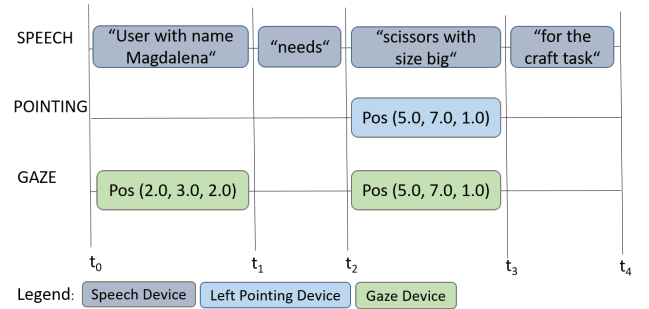 SPEECH
“User with name
Magdalena“
“needs“
“scissors with
size big“
“for the
craft task“
POINTING
Pos (5.0, 7.0, 1.0)
GAZE
Pos (2.0, 3.0, 2.0)
Pos (5.0, 7.0, 1.0)
t0
t1
t2
t3
t4
Legend:
Speech Device
Left Pointing Device
Gaze Device